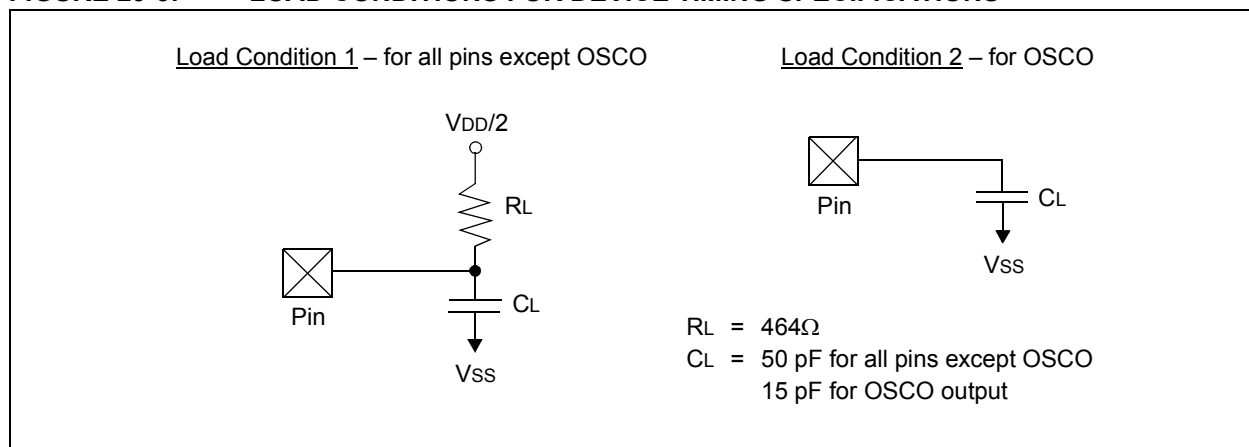 Load Condition 1 – for all pins except OSCO
Load Condition 2 – for OSCO
VDD/2
RL
Pin
CL
VSS
Pin
CL
VSS
RL = 464Ω
CL = 50 pF for all pins except OSCO
15 pF for OSCO output